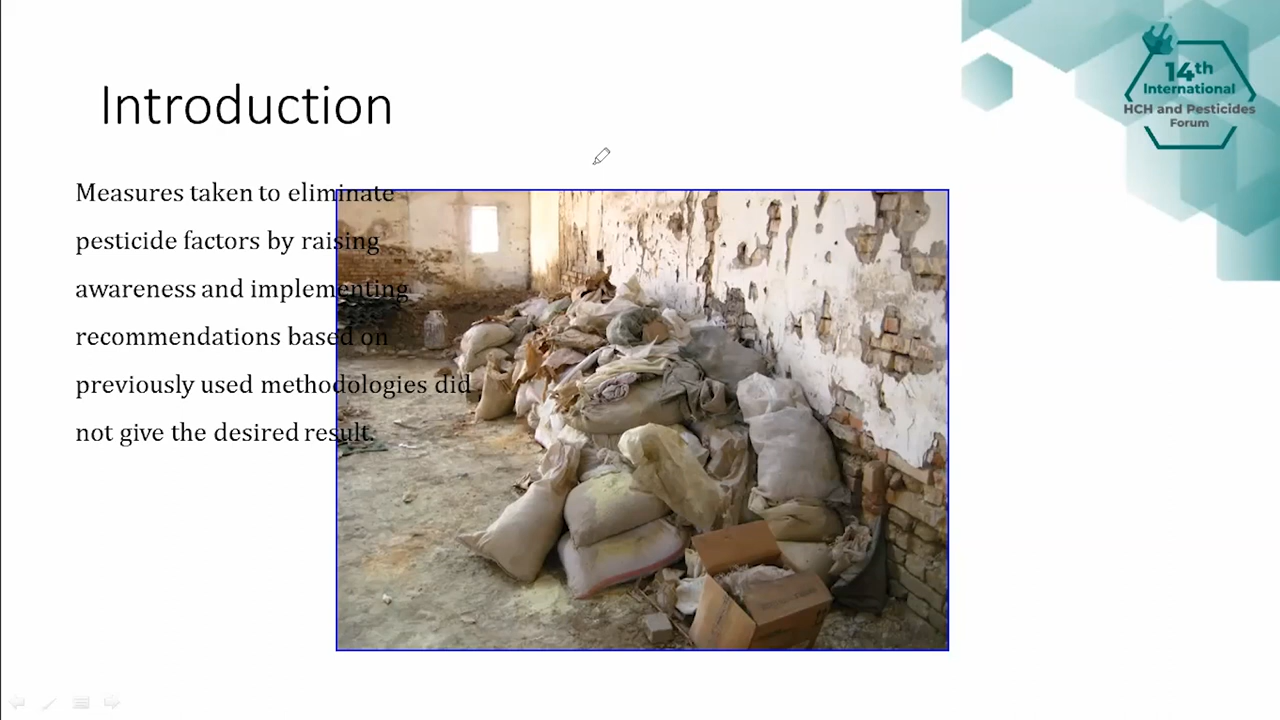 14th
International
HCH and Pesticides
Forum
Introduction
Measures taken to eliminate
pesticide factors by raising
awareness and implementing
recommendations based on
previously used methodologies did
not give the desired result.